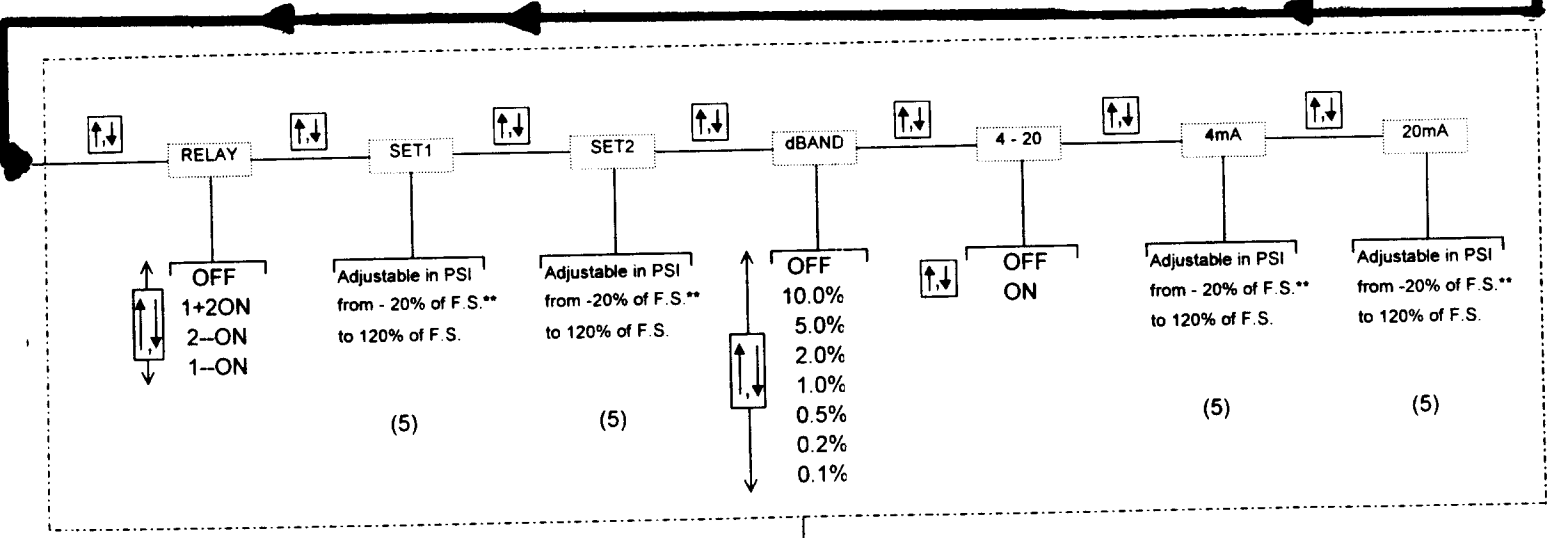 RELAY
SET1
SET2
dBAND
4 - 20
4mA
20mA
OFF
1+2ON
2--ON
1--ON
Adjustable in PSI
from - 20% of F.S.**
to 120% of F.S.
(5)
Adjustable in PSI
from -20% of F.S.**
to 120% of F.S.
(5)
OFF
10.0%
5.0%
2.0%
1.0%
0.5%
0.2%
0.1%
OFF
ON
Adjustable in PSI
from - 20% of F.S.**
to 120% of F.S.
(5)
Adjustable in PSI
from -20% of F.S.**
to 120% of F.S.
(5)